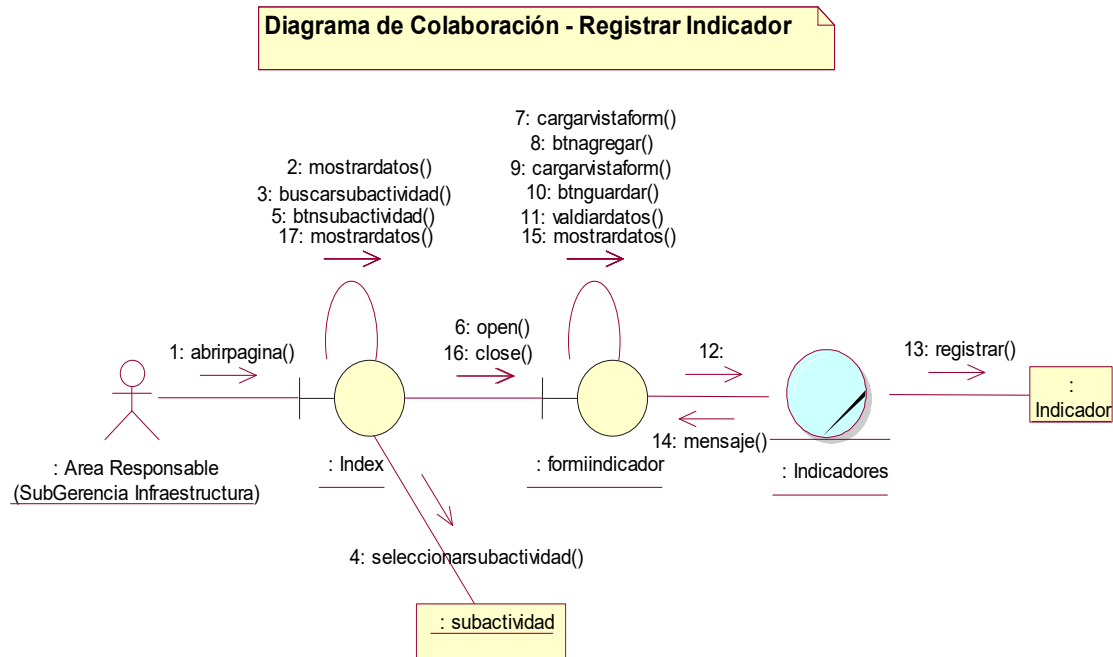 Diagrama de Colaboración - Registrar Indicador
7: cargarvistaform()
8: btnagregar()
9: cargarvistaform()
10: btnguardar()
11: valdiardatos()
15: mostrardatos()
2: mostrardatos()
3: buscarsubactividad()
5: btnsubactividad()
17: mostrardatos()
1: abrirpagina()
6: open()
16: close()
12:
13: registrar()
14: mensaje()
: Indicador
: Area Responsable
(SubGerencia Infraestructura)
: Index
: formiindicador
: Indicadores
4: seleccionarsubactividad()
: subactividad